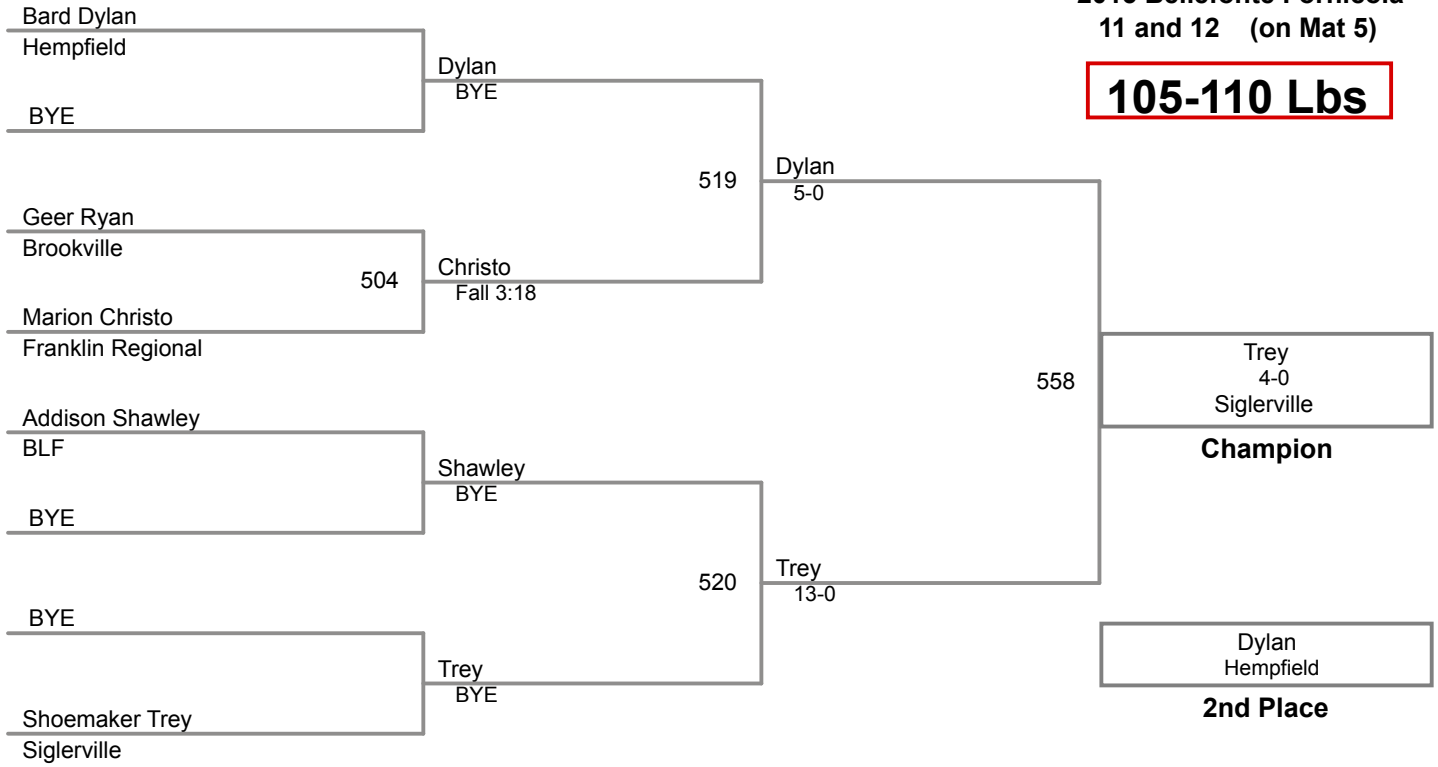 11 and 12 (on Mat 5)
105-110 Lbs
Bard Dylan
Hempfield
BYE
Dylan
BYE
Geer Ryan
Brookville
504
Marion Christo
Franklin Regional
Christo
Fall 3:18
519
Dylan
5-0
Addison Shawley
BLF
BYE
Shawley
BYE
BYE
Shoemaker Trey
Siglerville
Trey
BYE
520
Trey
13-0
558
Trey
4-0
Siglerville
Champion
Dylan
Hempfield
2nd Place